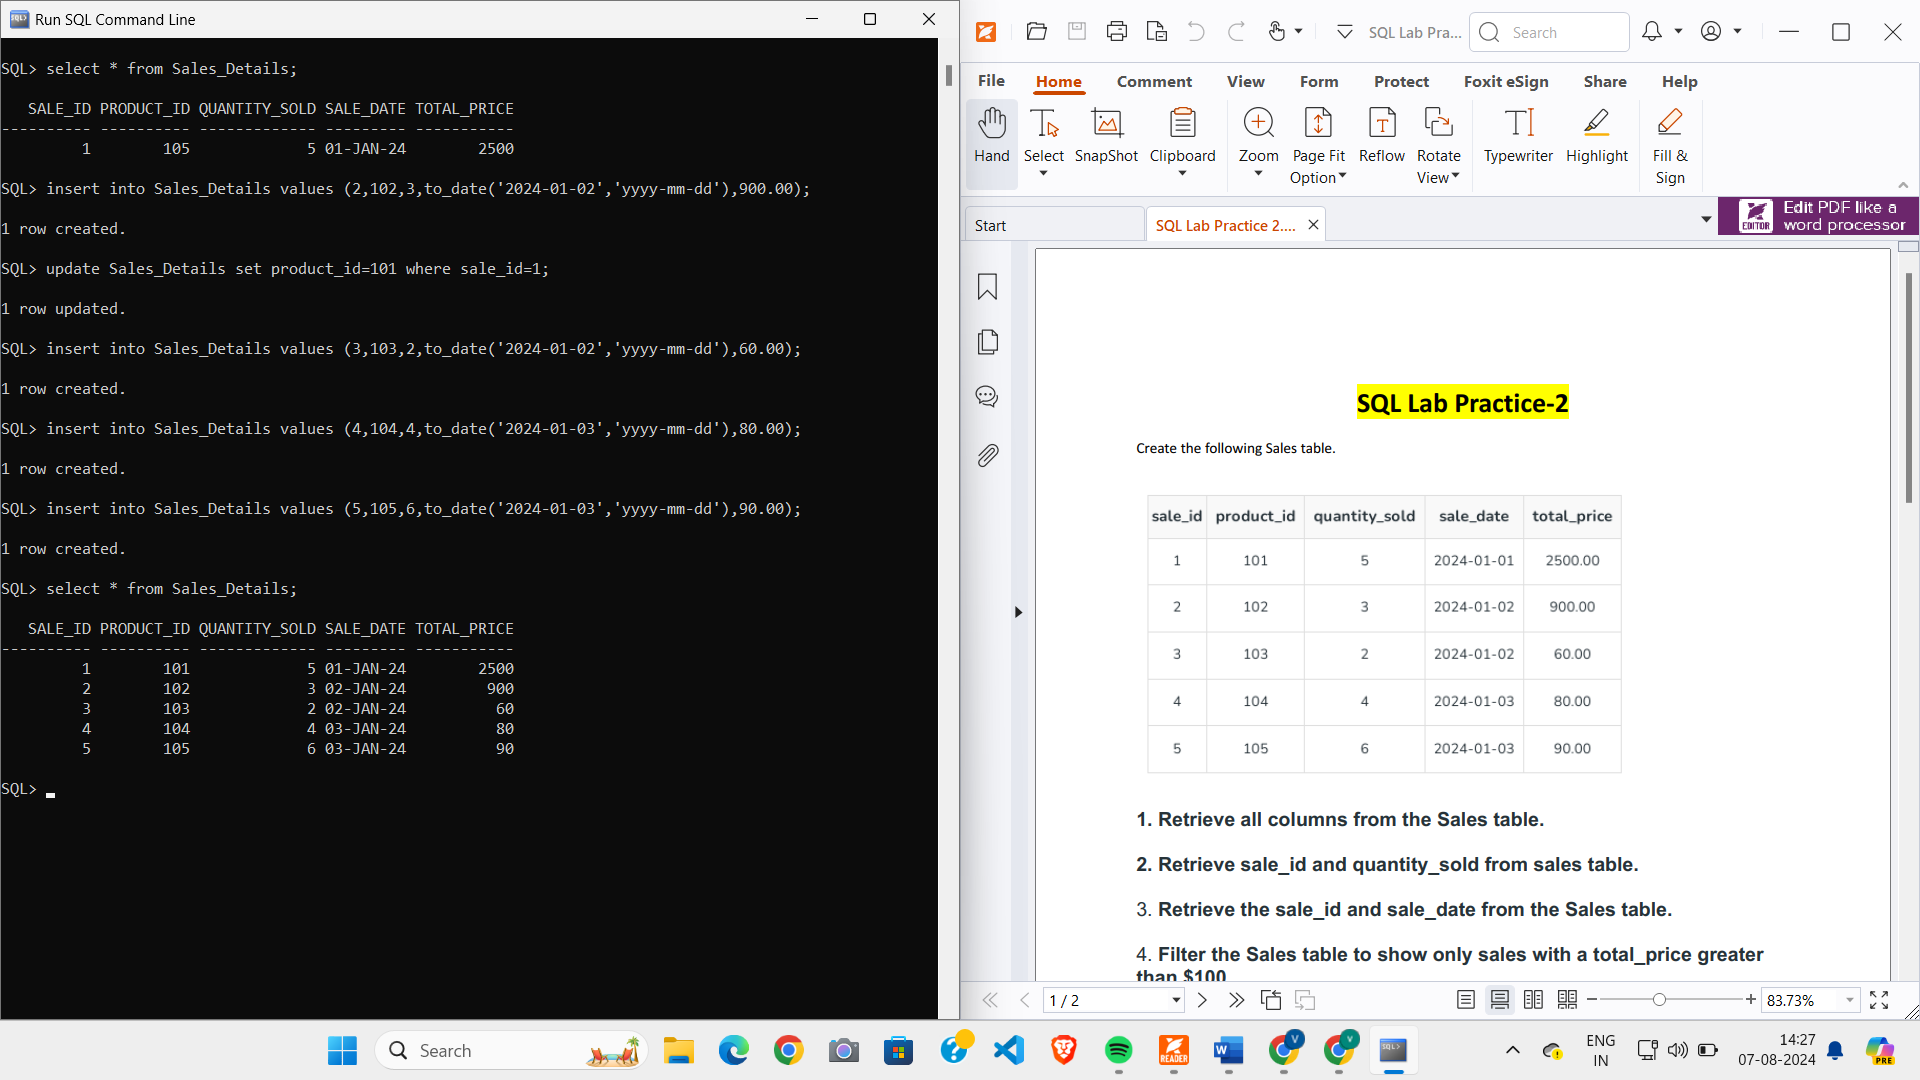 Run SQL Command Line
SQL> select * from Sales_Details;
SALE_ID PRODUCT_ID QUANTITY_SOLD SALE_DATE TOTAL_PRICE
---------- ---------- ------------- --------- -----------
1 105 5 01-JAN-24 2500
SQL> insert into Sales_Details values (2,102,3,to_date('2024-01-02','yyyy-mm-dd'),900.00);
1 row created.
SQL> update Sales_Details set product_id=101 where sale_id=1;
1 row updated.
SQL> insert into Sales_Details values (3,103,2,to_date('2024-01-02','yyyy-mm-dd'),60.00);
1 row created.
SQL> insert into Sales_Details values (4,104,4,to_date('2024-01-03','yyyy-mm-dd'),80.00);
1 row created.
SQL> insert into Sales_Details values (5,105,6,to_date('2024-01-03','yyyy-mm-dd'),90.00);
1 row created.
SQL> select * from Sales_Details;
SALE_ID PRODUCT_ID QUANTITY_SOLD SALE_DATE TOTAL_PRICE
---------- ---------- ------------- --------- -----------
1 101 5 01-JAN-24 2500
2 102 3 02-JAN-24 900
3 103 2 02-JAN-24 60
4 104 4 03-JAN-24 80
5 105 6 03-JAN-24 90
SQL>
SQL Lab Pra... Search
File Home Comment View Form Protect Foxit eSign Share Help
Hand Select SnapShot Clipboard Zoom Page Fit Option Reflow Rotate View Typewriter Highlight Fill & Sign
Start SQL Lab Practice 2....
EDITOR
Edit PDF like a
word processor
SQL Lab Practice-2
Create the following Sales table.
sale_id product_id quantity_sold sale_date total_price
1 101 5 2024-01-01 2500.00
2 102 3 2024-01-02 900.00
3 103 2 2024-01-02 60.00
4 104 4 2024-01-03 80.00
5 105 6 2024-01-03 90.00
1. Retrieve all columns from the Sales table.
2. Retrieve sale_id and quantity_sold from sales table.
3. Retrieve the sale_id and sale_date from the Sales table.
4. Filter the Sales table to show only sales with a total_price greater
than $100
1 / 2 83.73%
Search
READER
ENG
IN
14:27
07-08-2024
PRE